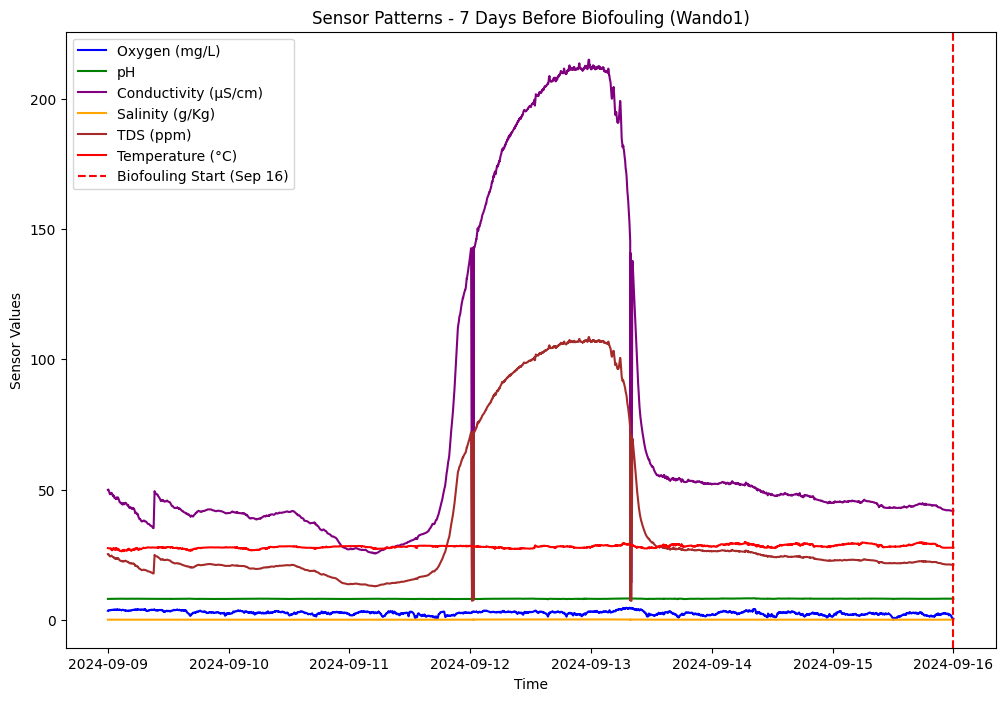 Sensor Patterns - 7 Days Before Biofouling (Wando1)
Oxygen (mg/L)
pH
Conductivity (µS/cm)
Salinity (g/Kg)
TDS (ppm)
Temperature (°C)
Biofouling Start (Sep 16)
Sensor Values
200
150
100
50
0
2024-09-09 2024-09-10 2024-09-11 2024-09-12 2024-09-13 2024-09-14 2024-09-15 2024-09-16
Time